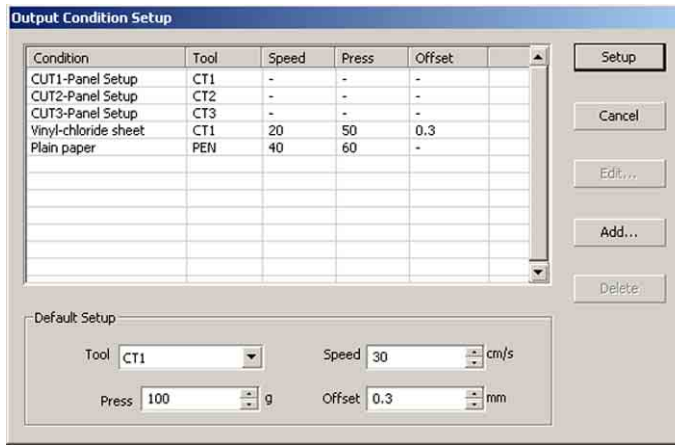 Output Condition Setup
Condition Tool Speed Press Offset
CUT1-Panel Setup CT1 - - -
CUT2-Panel Setup CT2 - - -
CUT3-Panel Setup CT3 - - -
Vinyl-chloride sheet CT1 20 50 0.3
Plain paper PEN 40 60 -
Setup
Cancel
Edit...
Add...
Delete
Default Setup
Tool CT1 Speed 30 cm/s
Press 100 g Offset 0.3 mm